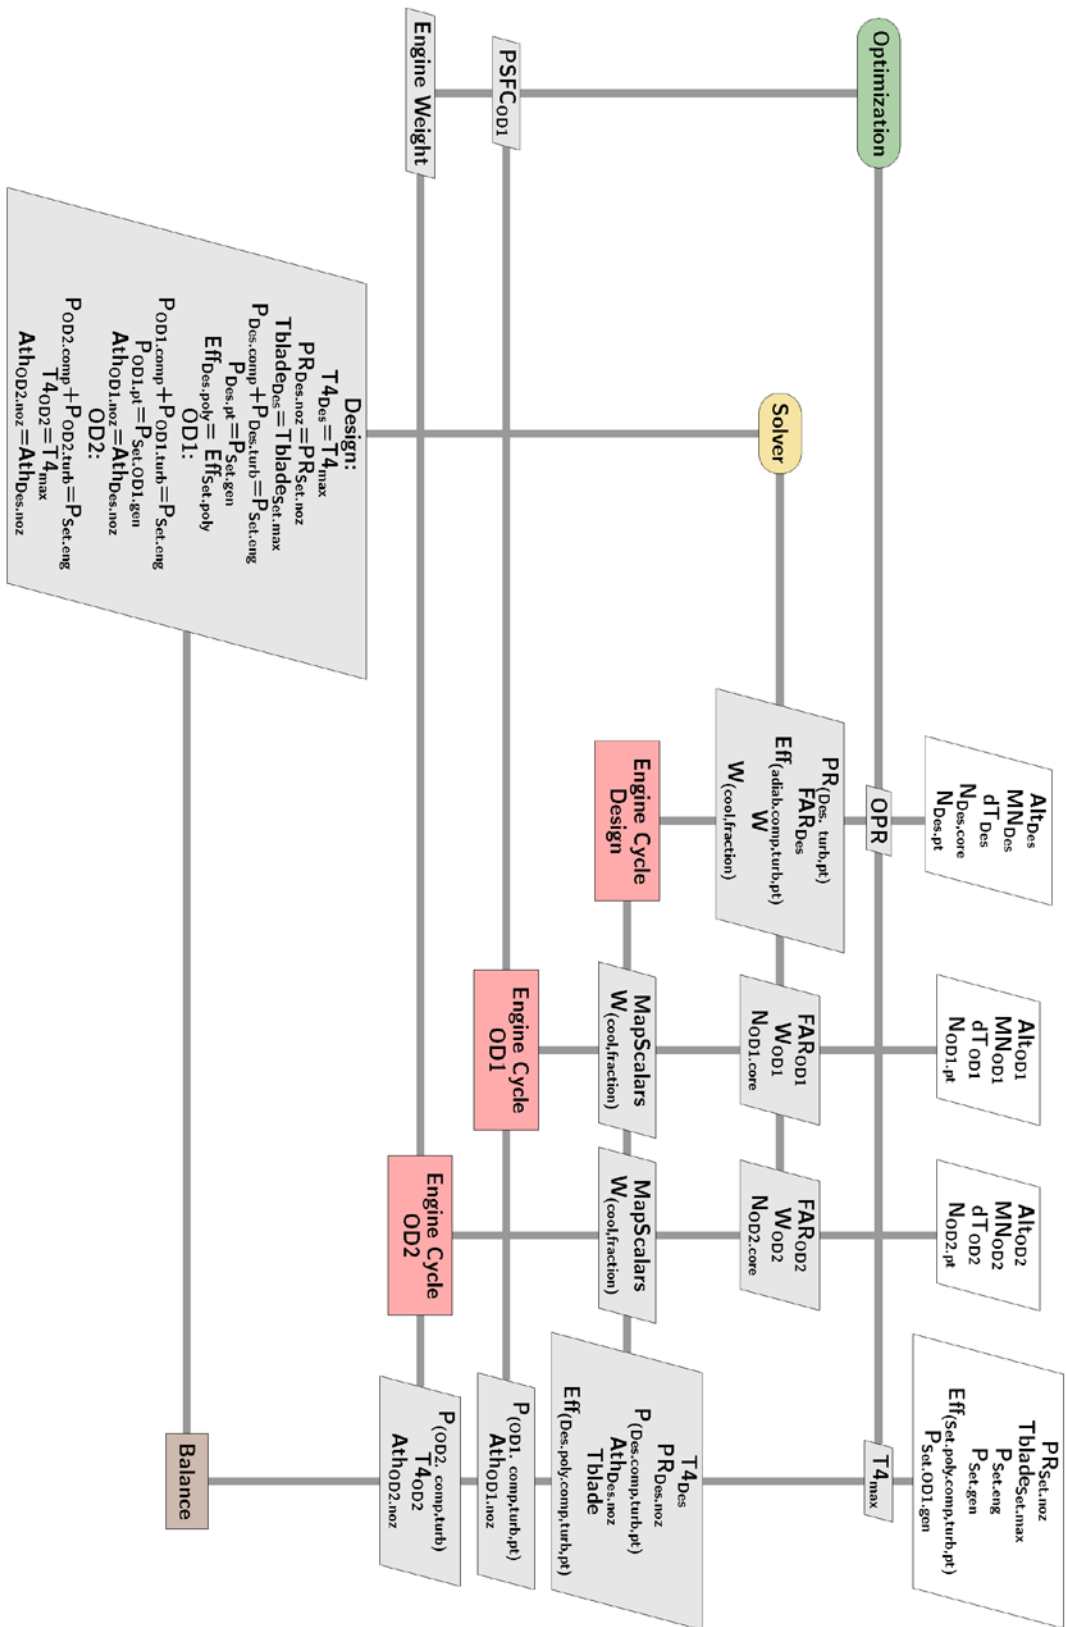 Alt_Des
MN_Des
dT_Des
N_Des,core
N_Des.pt
Alt_OD1
MN_OD1
dT_OD1
N_OD1.pt
Alt_OD2
MN_OD2
dT_OD2
N_OD2.pt
PR_Set.noz
Tblade_Set.max
P_Set.eng
P_Set.gen
Eff_(Set.poly.comp,turb,pt)
P_Set.OD1.gen
Optimization
OPR
T4_max
Solver
PR_(Des. turb,pt)
FAR_Des
Eff_(adiab.comp,turb,pt)
W
W_(cool,fraction)
FAR_OD1
W_OD1
N_OD1.core
FAR_OD2
W_OD2
N_OD2.core
Engine Cycle
Design
MapScalars
W_(cool,fraction)
MapScalars
W_(cool,fraction)
T4_Des
PR_Des.noz
P_(Des.comp,turb,pt)
Ath_Des.noz
Tblade
Eff_(Des.poly.comp,turb,pt)
PSFC_OD1
Engine Cycle
OD1
P_(OD1. comp,turb,pt)
Ath_OD1.noz
Engine Weight
Engine Cycle
OD2
P_(OD2. comp,turb)
T4_OD2
Ath_OD2.noz
Design:
T4_Des=T4_max
PR_Des.noz=PR_Set.noz
Tblade_Des=Tblade_Set.max
P_Des.comp+P_Des.turb=P_Set.eng
P_Des.pt=P_Set.gen
Eff_Des.poly= Eff_Set.poly
OD1:
P_OD1.comp+P_OD1.turb=P_Set.eng
P_OD1.pt=P_Set.OD1.gen
Ath_OD1.noz=Ath_Des.noz
OD2:
P_OD2.comp+P_OD2.turb=P_Set.eng
T4_OD2=T4_max
Ath_OD2.noz=Ath_Des.noz
Balance